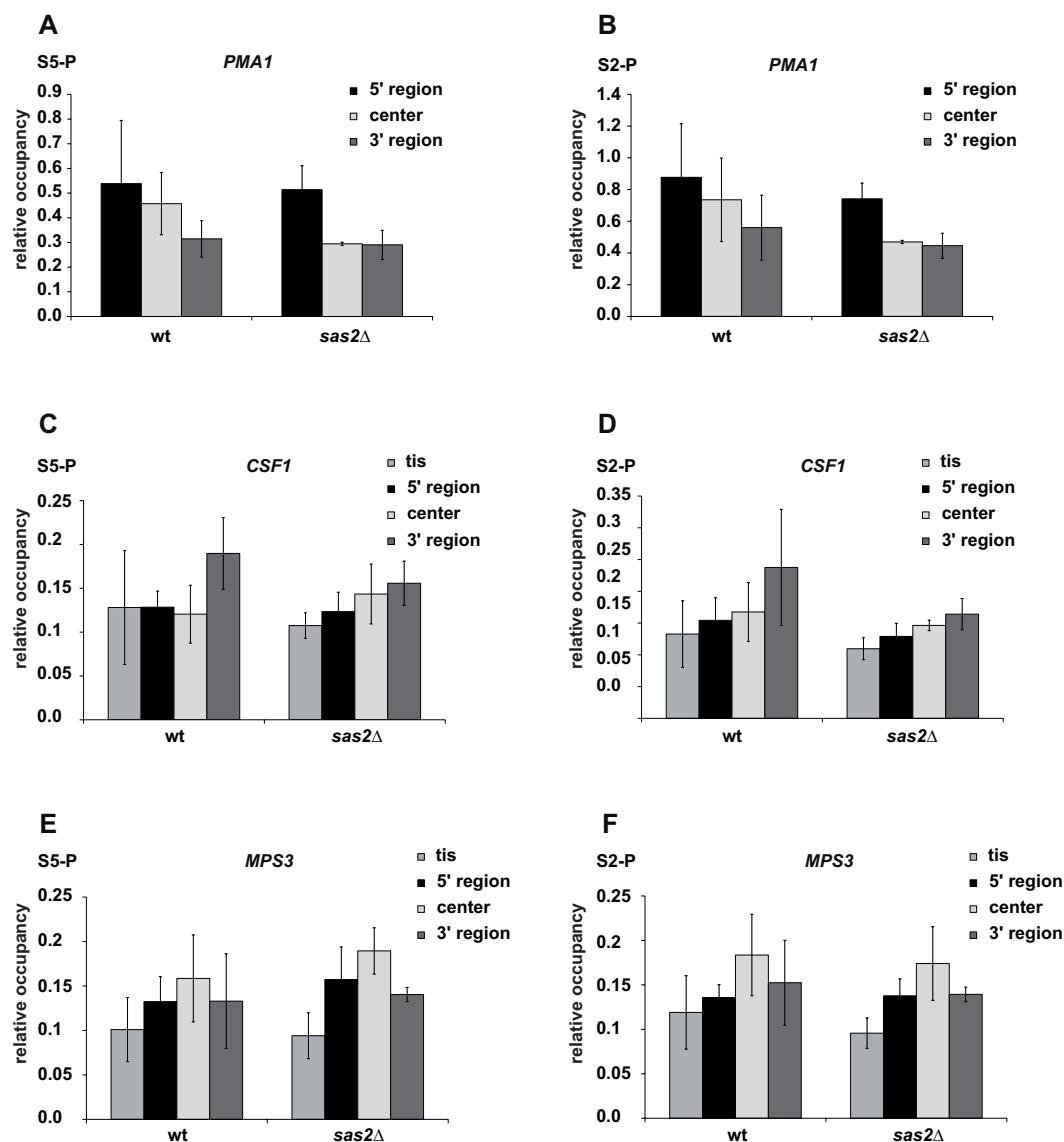 A
S5-P
PMA1
5' region
center
3' region
relative occupancy
0.9
0.8
0.7
0.6
0.5
0.4
0.3
0.2
0.1
0.0
wt
sas2Δ
B
S2-P
PMA1
5' region
center
3' region
relative occupancy
1.4
1.2
1.0
0.8
0.6
0.4
0.2
0.0
wt
sas2Δ
C
S5-P
CSF1
tis
5' region
center
3' region
relative occupancy
0.25
0.2
0.15
0.1
0.05
0.0
wt
sas2Δ
D
S2-P
CSF1
tis
5' region
center
3' region
relative occupancy
0.35
0.3
0.25
0.2
0.15
0.1
0.05
0.0
wt
sas2Δ
E
S5-P
MPS3
tis
5' region
center
3' region
relative occupancy
0.25
0.2
0.15
0.1
0.05
0.0
wt
sas2Δ
F
S2-P
MPS3
tis
5' region
center
3' region
relative occupancy
0.25
0.2
0.15
0.1
0.05
0.0
wt
sas2Δ